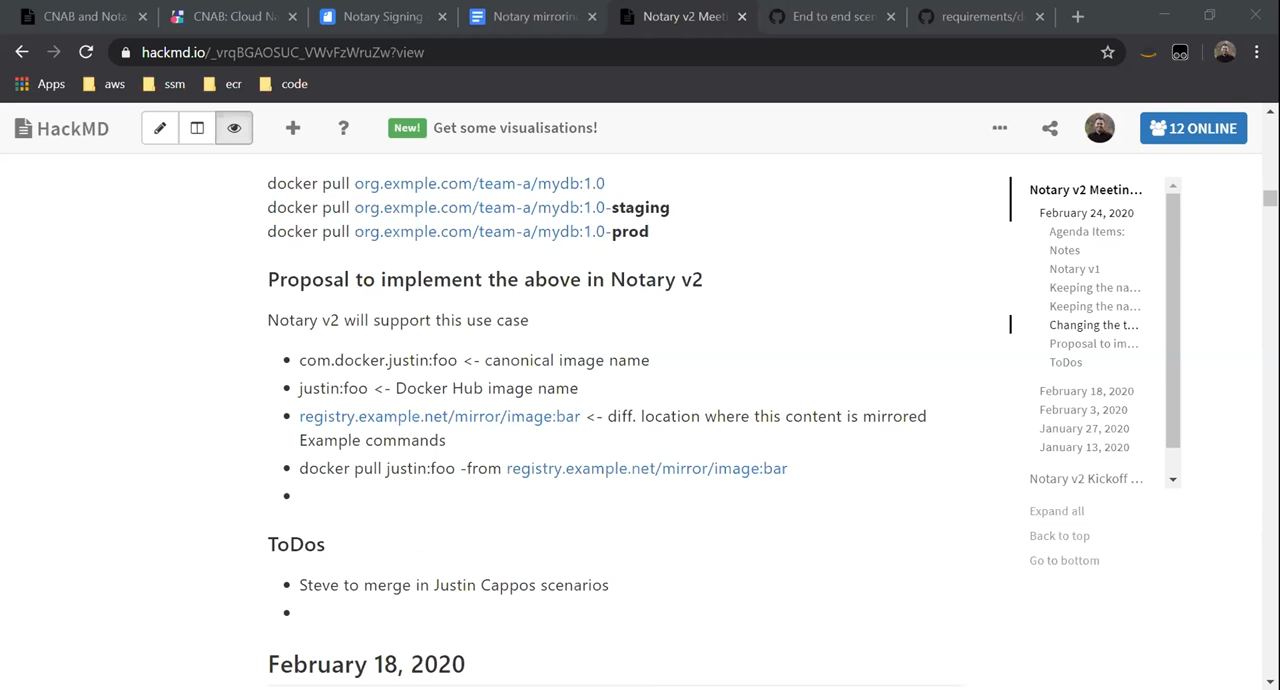 CNAB and Nota
CNAB: Cloud N
Notary Signing
Notary mirrorin
Notary v2 Meet
End to end scen
requirements/d
hackmd.io/_vrqBGAOSUC_VWvFzWruZw?view
Apps
aws
ssm
ecr
code
HackMD
New! Get some visualisations!
12 ONLINE
docker pull org.exmple.com/team-a/mydb:1.0
docker pull org.exmple.com/team-a/mydb:1.0-staging
docker pull org.exmple.com/team-a/mydb:1.0-prod
Proposal to implement the above in Notary v2
Notary v2 will support this use case
com.docker.justin:foo <- canonical image name
justin:foo <- Docker Hub image name
registry.example.net/mirror/image:bar <- diff. location where this content is mirrored
Example commands
docker pull justin:foo -from registry.example.net/mirror/image:bar
ToDos
Steve to merge in Justin Cappos scenarios
February 18, 2020
Notary v2 Meetin...
February 24, 2020
Agenda Items:
Notes
Notary v1
Keeping the na...
Keeping the na...
Changing the t...
Proposal to im...
ToDos
February 18, 2020
February 3, 2020
January 27, 2020
January 13, 2020
Notary v2 Kickoff ...
Expand all
Back to top
Go to bottom